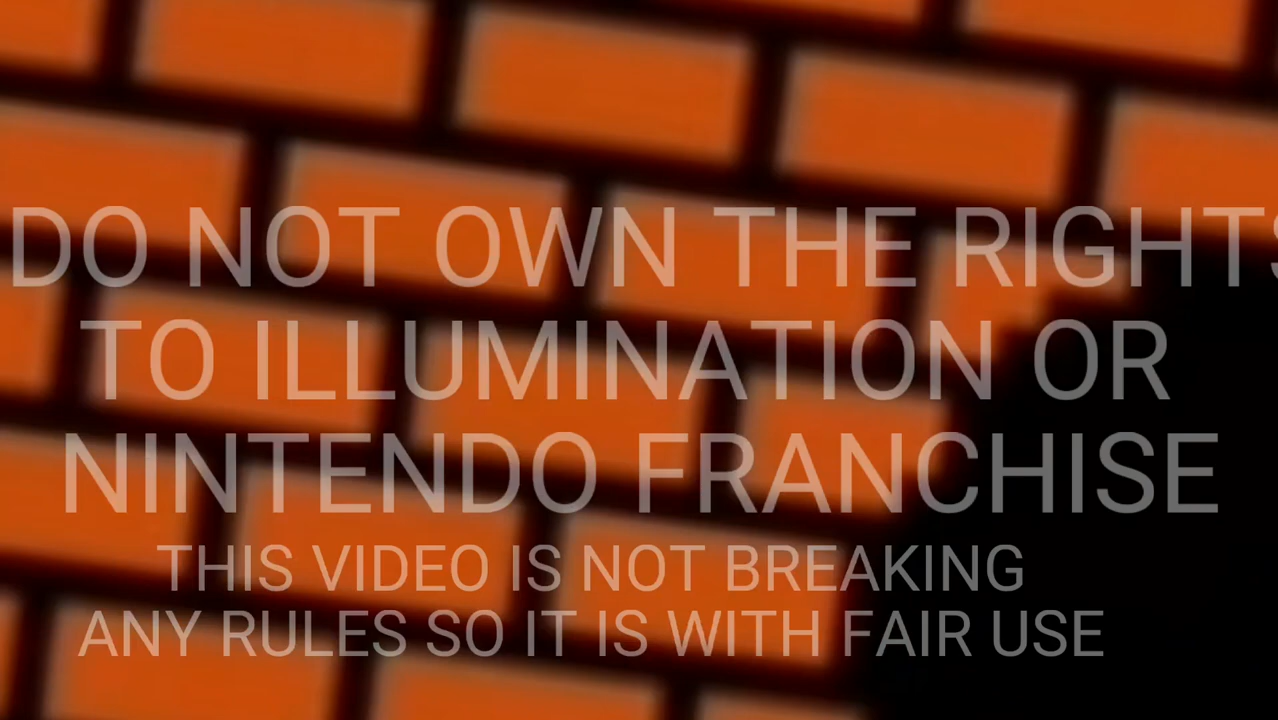 DO NOT OWN THE RIGHTS
TO ILLUMINATION OR
NINTENDO FRANCHISE
THIS VIDEO IS NOT BREAKING
ANY RULES SO IT IS WITH FAIR USE